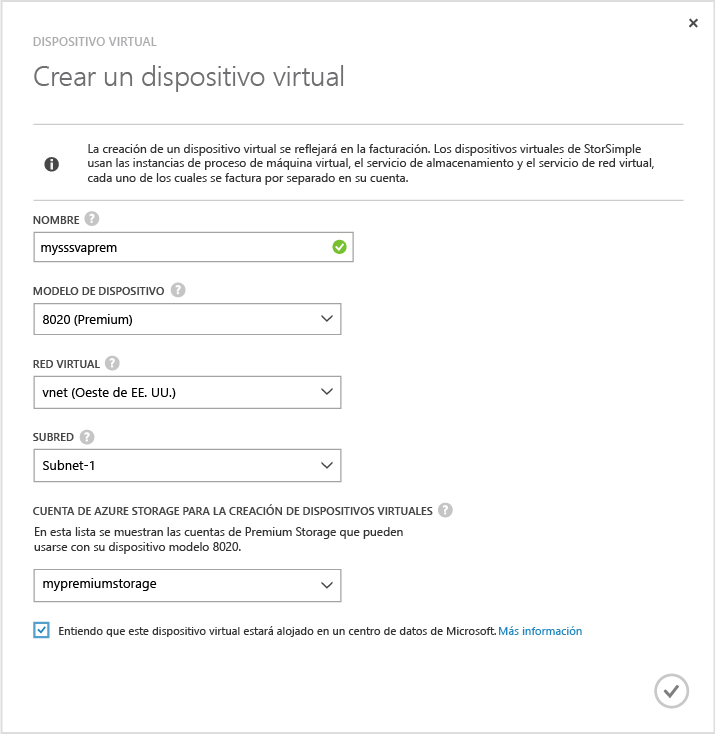 DISPOSITIVO VIRTUAL
Crear un dispositivo virtual
La creación de un dispositivo virtual se reflejará en la facturación. Los dispositivos virtuales de StorSimple
usan las instancias de proceso de máquina virtual, el servicio de almacenamiento y el servicio de red virtual,
cada uno de los cuales se factura por separado en su cuenta.
NOMBRE ?
mysssvaprem
MODELO DE DISPOSITIVO ?
8020 (Premium)
RED VIRTUAL ?
vnet (Oeste de EE. UU.)
SUBRED ?
Subnet-1
CUENTA DE AZURE STORAGE PARA LA CREACIÓN DE DISPOSITIVOS VIRTUALES ?
En esta lista se muestran las cuentas de Premium Storage que pueden
usarse con su dispositivo modelo 8020.
mypremiumstorage
Entiendo que este dispositivo virtual estará alojado en un centro de datos de Microsoft. Más información